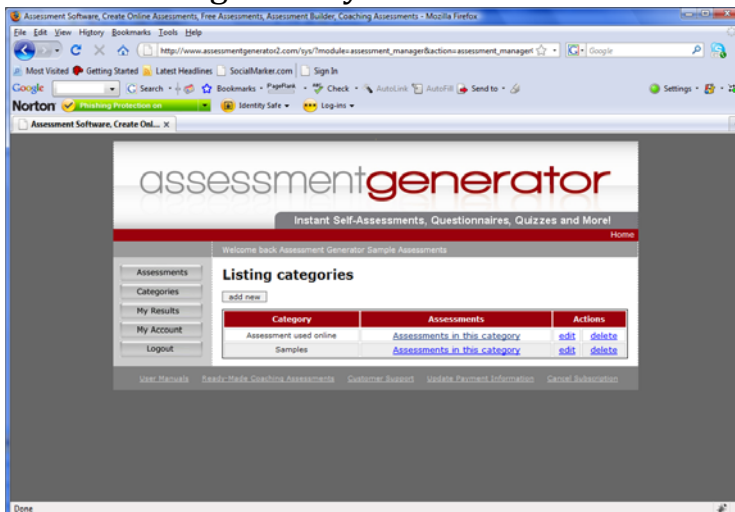 Assessment Software, Create Online Assessments, Free Assessments, Assessment Builder, Coaching Assessments - Mozilla Firefox
File Edit View History Bookmarks Tools Help
http://www.assessmentgenerator2.com/sys/?module=assessment_manager&action=assessment_manager
Google
Most Visited Getting Started Latest Headlines SocialMarker.com Sign In
Google Search Bookmarks PageRank Check AutoLink AutoFill Send to Settings
Norton Phishing Protection on Identity Safe Log-ins
Assessment Software, Create Onl...
assessmentgenerator
Instant Self-Assessments, Questionnaires, Quizzes and More!
Home
Welcome back Assessment Generator Sample Assessments
Assessments
Categories
My Results
My Account
Logout
Listing categories
add new
Category Assessments Actions
Assessment used online Assessments in this category edit delete
Samples Assessments in this category edit delete
User Manuals Ready-Made Coaching Assessments Customer Support Update Payment Information Cancel Subscription
Done